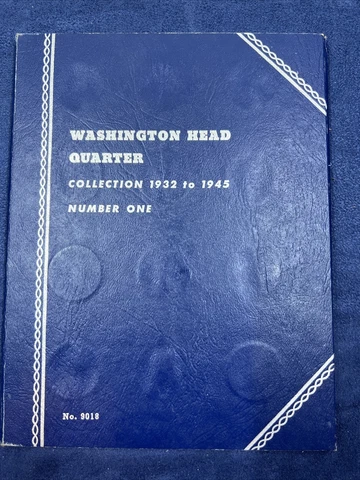 WASHINGTON HEAD
QUARTER
COLLECTION 1932 to 1945
NUMBER ONE
No. 9018